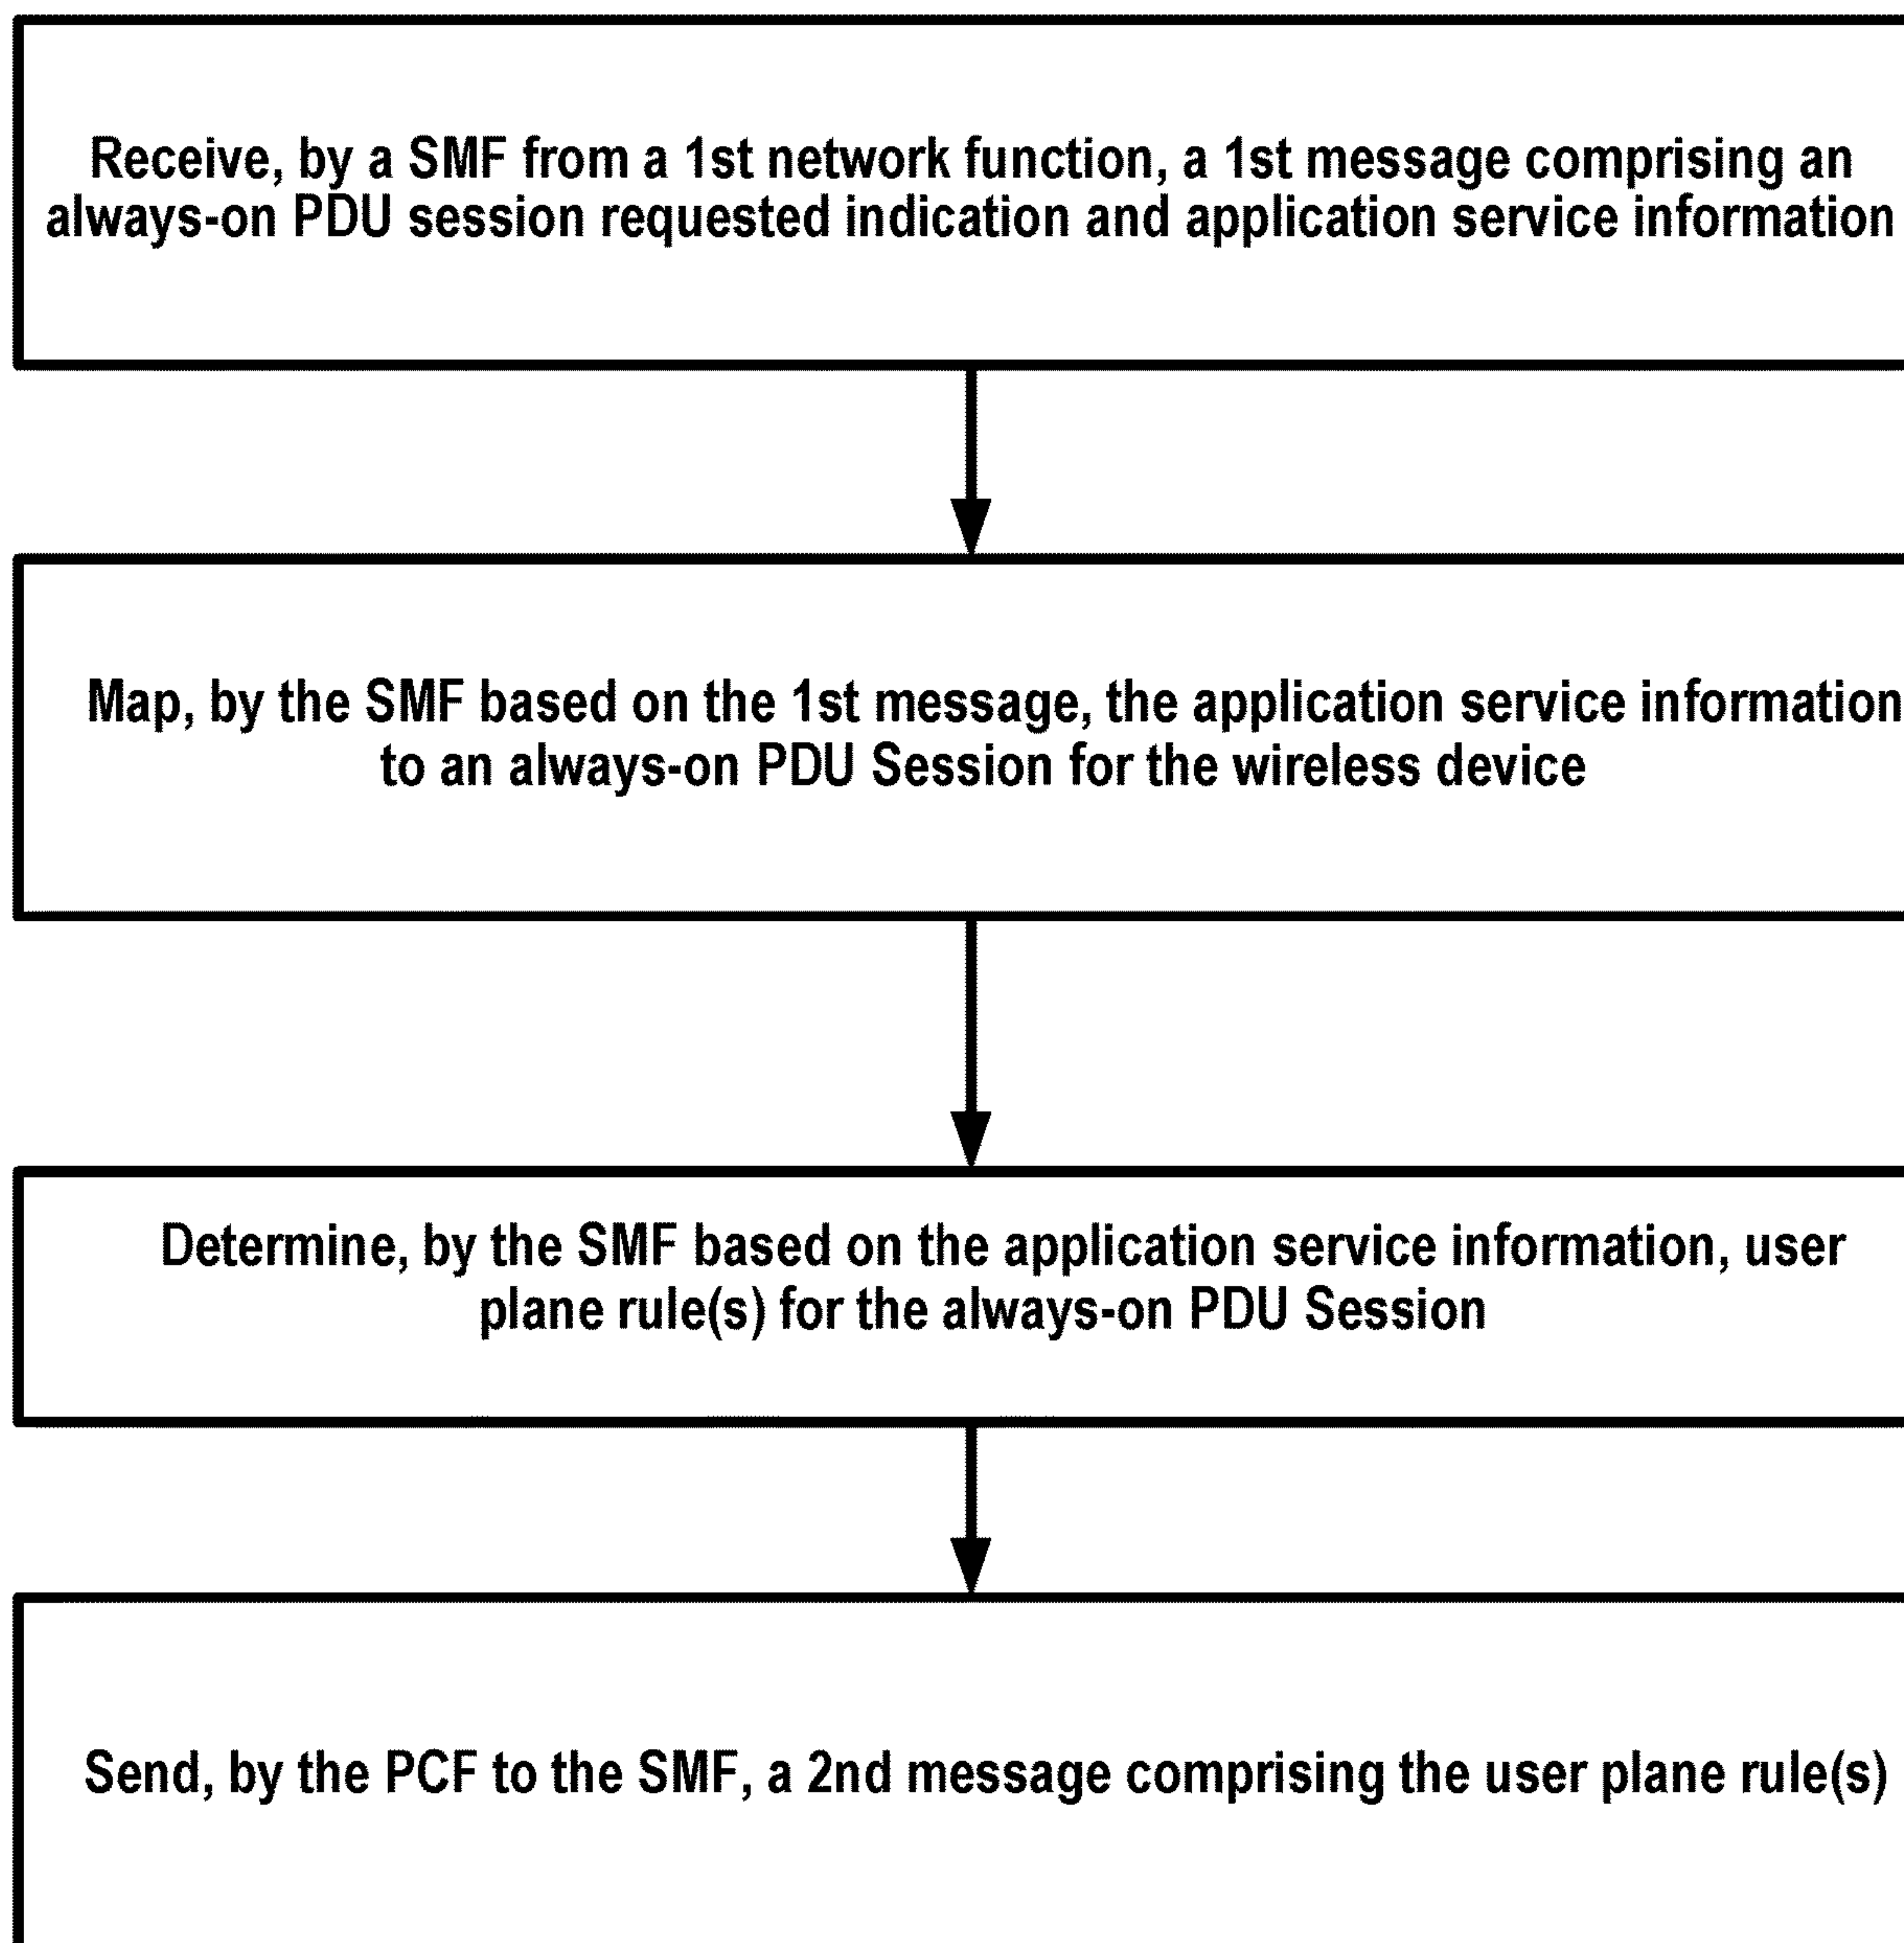 Receive, by a SMF from a 1st network function, a 1st message comprising an
always-on PDU session requested indication and application service information
Map, by the SMF based on the 1st message, the application service information
to an always-on PDU Session for the wireless device
Determine, by the SMF based on the application service information, user
plane rule(s) for the always-on PDU Session
Send, by the PCF to the SMF, a 2nd message comprising the user plane rule(s)